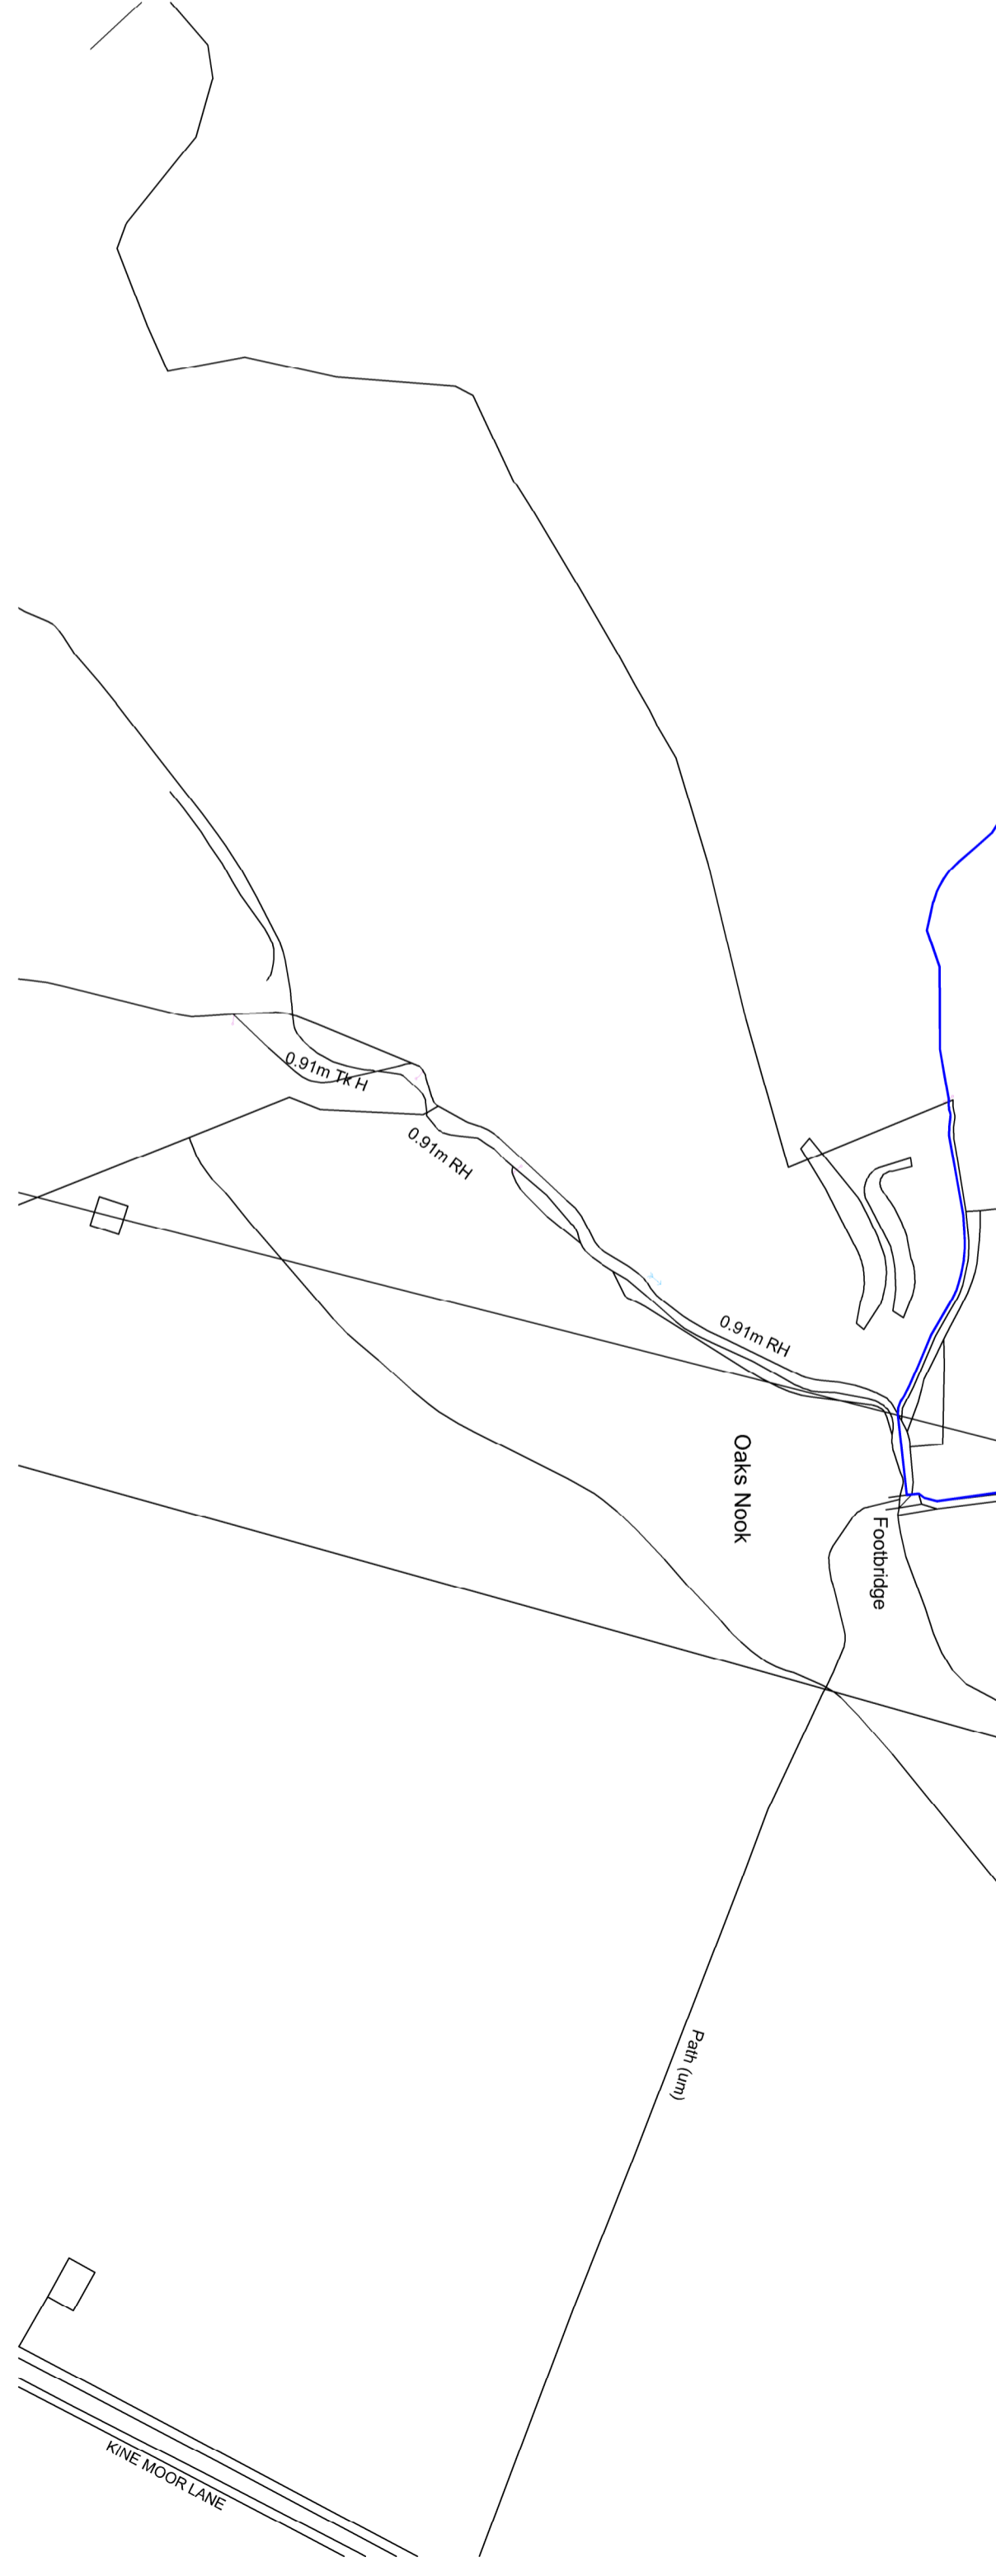 0.91m Tk H
0.91m RH
0.91m RH
Oaks Nook
Footbridge
Path (um)
KINE MOOR LANE